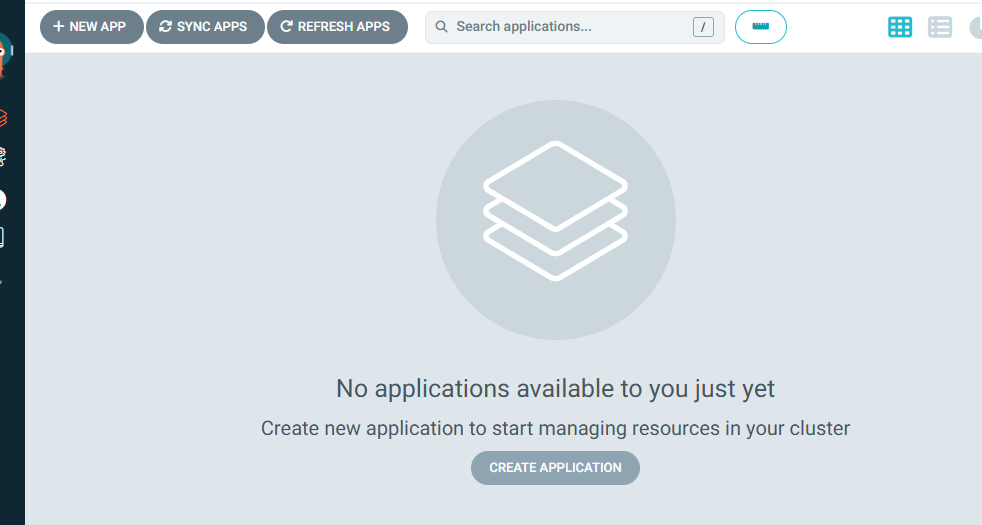 + NEW APP SYNC APPS REFRESH APPS Search applications... /
No applications available to you just yet
Create new application to start managing resources in your cluster
CREATE APPLICATION